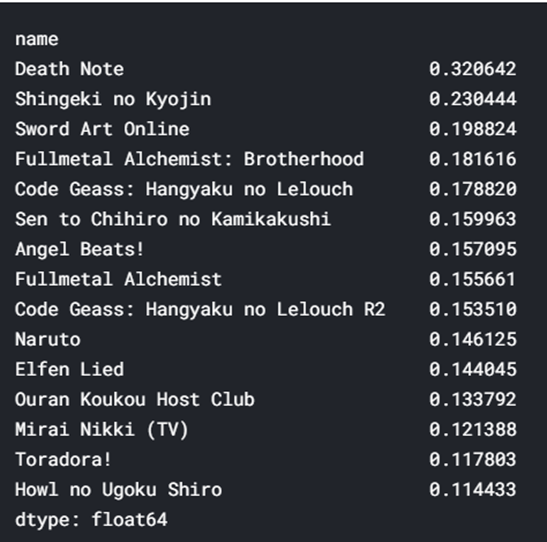 name
Death Note 0.320642
Shingeki no Kyojin 0.230444
Sword Art Online 0.198824
Fullmetal Alchemist: Brotherhood 0.181616
Code Geass: Hangyaku no Lelouch 0.178820
Sen to Chihiro no Kamikakushi 0.159963
Angel Beats! 0.157095
Fullmetal Alchemist 0.155661
Code Geass: Hangyaku no Lelouch R2 0.153510
Naruto 0.146125
Elfen Lied 0.144045
Ouran Koukou Host Club 0.133792
Mirai Nikki (TV) 0.121388
Toradora! 0.117803
Howl no Ugoku Shiro 0.114433
dtype: float64